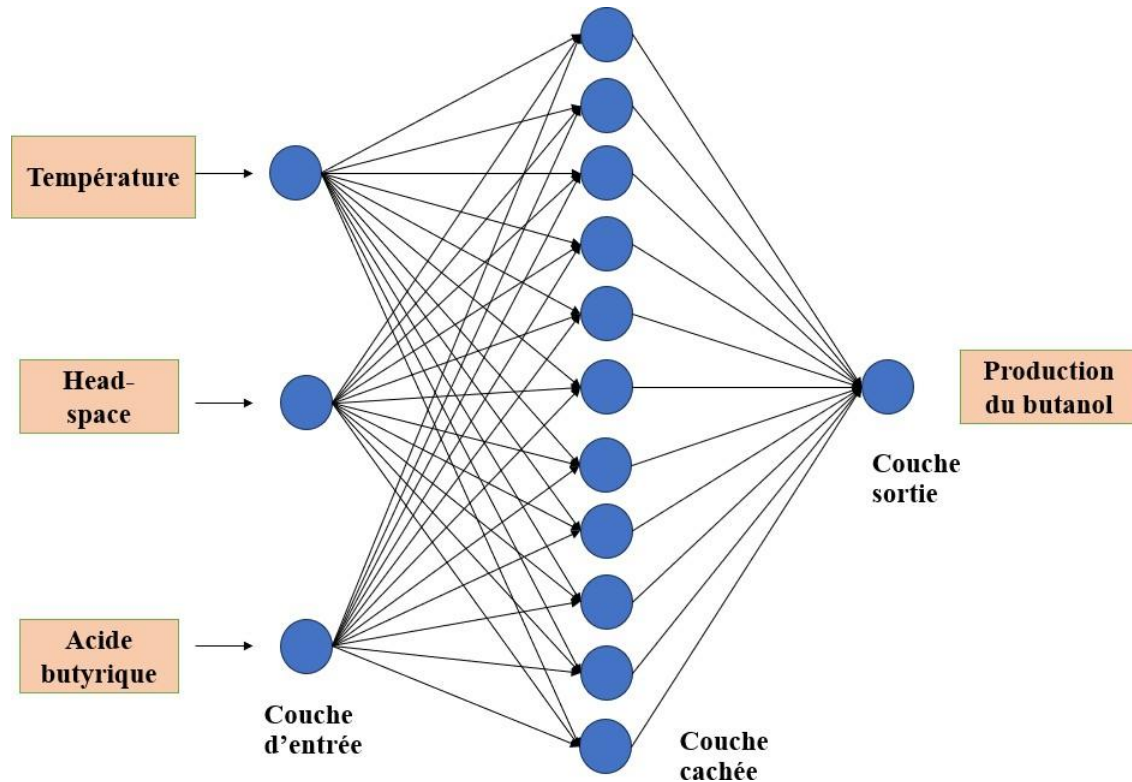 Température
Head-
space
Acide
butyrique
Couche
d’entrée
Couche
cachée
Couche
sortie
Production
du butanol